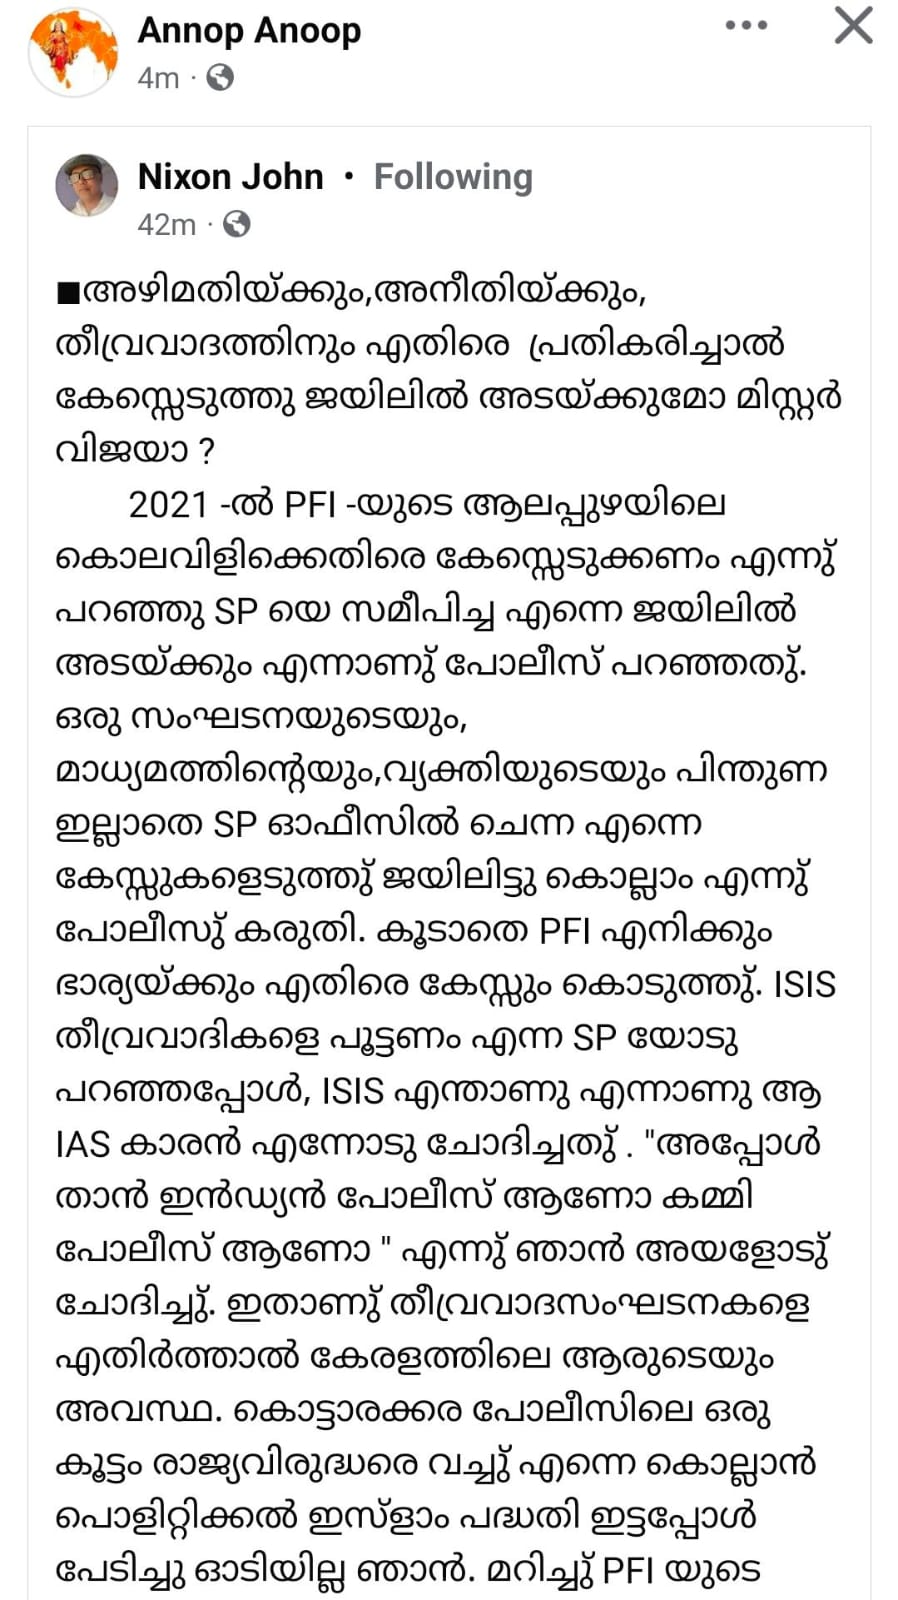 Annop Anoop
4m
Nixon John • Following
42m
■അഴിമതിയ്ക്കും,അനീതിയ്ക്കും,
തീവ്രവാദത്തിനും എതിരെ പ്രതികരിച്ചാൽ
കേസ്സെടുത്തു ജയിലിൽ അടയ്ക്കുമോ മിസ്റ്റർ
വിജയാ ?
2021 -ൽ PFI -യുടെ ആലപ്പുഴയിലെ
കൊലവിളിക്കെതിരെ കേസ്സെടുക്കണം എന്നു്
പറഞ്ഞു SP യെ സമീപിച്ച എന്നെ ജയിലിൽ
അടയ്ക്കും എന്നാണു് പോലീസ് പറഞ്ഞതു്.
ഒരു സംഘടനയുടെയും,
മാധ്യമത്തിന്റെയും,വ്യക്തിയുടെയും പിന്തുണ
ഇല്ലാതെ SP ഓഫീസിൽ ചെന്ന എന്നെ
കേസ്സുകളെടുത്തു് ജയിലിട്ടു കൊല്ലാം എന്നു്
പോലീസു് കരുതി. കൂടാതെ PFI എനിക്കും
ഭാര്യയ്ക്കും എതിരെ കേസ്സും കൊടുത്തു്. ISIS
തീവ്രവാദികളെ പൂട്ടണം എന്ന SP യോടു
പറഞ്ഞപ്പോൾ, ISIS എന്താണു എന്നാണു ആ
IAS കാരൻ എന്നോടു ചോദിച്ചതു് . "അപ്പോൾ
താൻ ഇൻഡ്യൻ പോലീസ് ആണോ കമ്മി
പോലീസ് ആണോ " എന്നു് ഞാൻ അയളോടു്
ചോദിച്ചു്. ഇതാണു് തീവ്രവാദസംഘടനകളെ
എതിർത്താൽ കേരളത്തിലെ ആരുടെയും
അവസ്ഥ. കൊട്ടാരക്കര പോലീസിലെ ഒരു
കൂട്ടം രാജ്യവിരുദ്ധരെ വച്ചു് എന്നെ കൊല്ലാൻ
പൊളിറ്റിക്കൽ ഇസ്ളാം പദ്ധതി ഇട്ടപ്പോൾ
പേടിച്ചു ഓടിയില്ല ഞാൻ. മറിച്ചു് PFI യുടെ